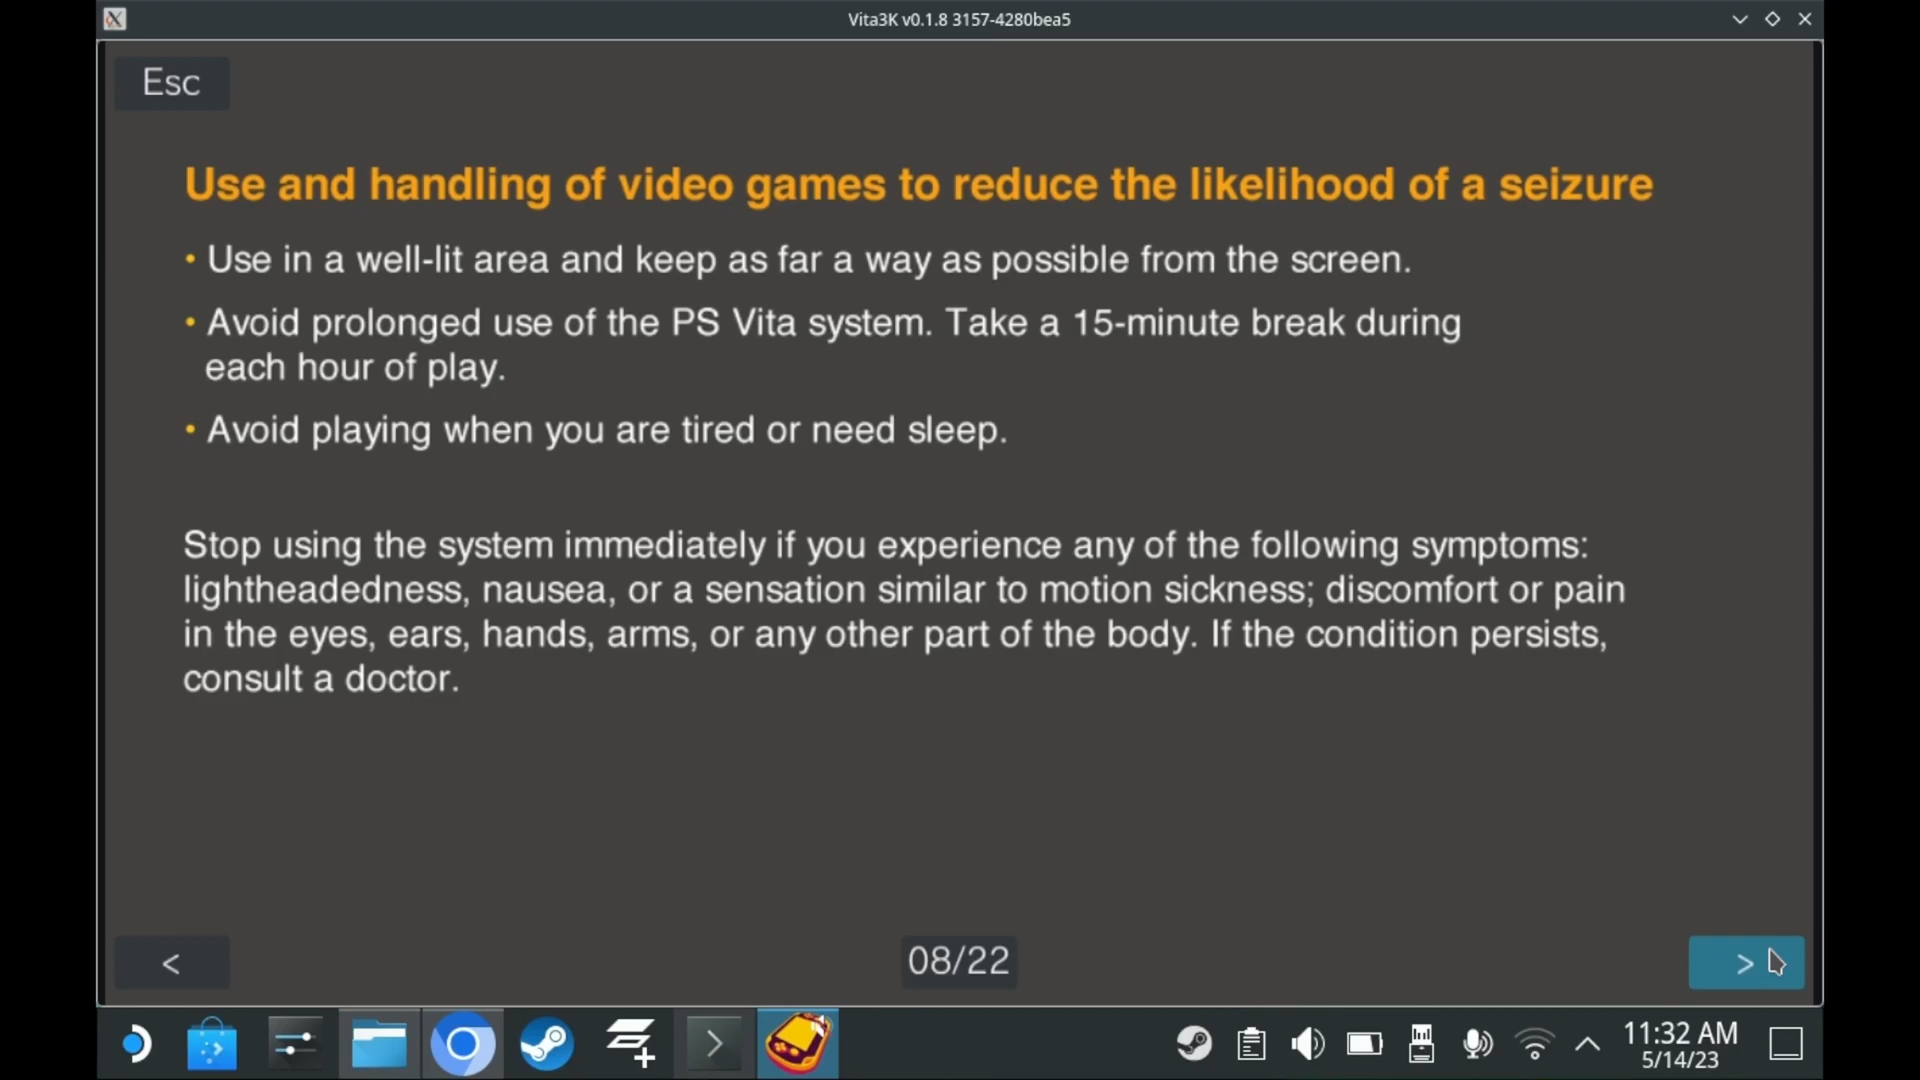 Vita3K v0.1.8 3157-4280bea5
Esc
Use and handling of video games to reduce the likelihood of a seizure
• Use in a well-lit area and keep as far a way as possible from the screen.
• Avoid prolonged use of the PS Vita system. Take a 15-minute break during
each hour of play.
• Avoid playing when you are tired or need sleep.
Stop using the system immediately if you experience any of the following symptoms:
lightheadedness, nausea, or a sensation similar to motion sickness; discomfort or pain
in the eyes, ears, hands, arms, or any other part of the body. If the condition persists,
consult a doctor.
<
08/22
>
11:32 AM
5/14/23